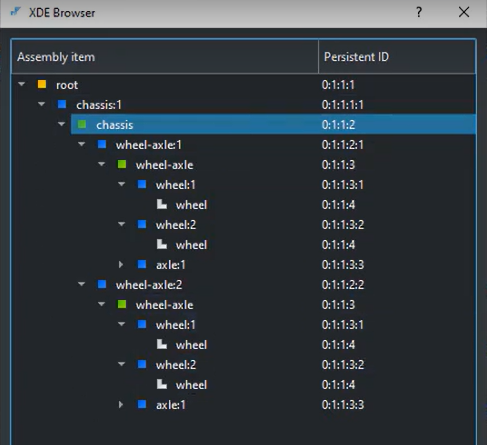 XDE Browser
Assembly item Persistent ID
root 0:1:1:1
chassis:1 0:1:1:1:1
chassis 0:1:1:2
wheel-axle:1 0:1:1:2:1
wheel-axle 0:1:1:3
wheel:1 0:1:1:3:1
wheel 0:1:1:4
wheel:2 0:1:1:3:2
wheel 0:1:1:4
axle:1 0:1:1:3:3
wheel-axle:2 0:1:1:2:2
wheel-axle 0:1:1:3
wheel:1 0:1:1:3:1
wheel 0:1:1:4
wheel:2 0:1:1:3:2
wheel 0:1:1:4
axle:1 0:1:1:3:3